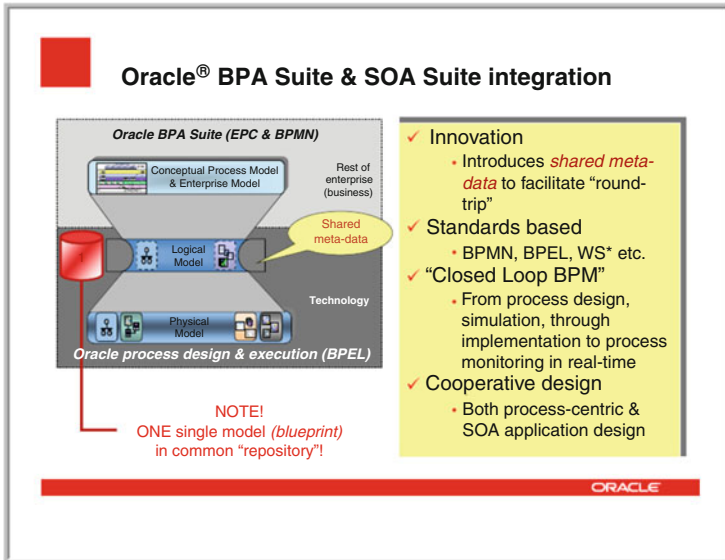 Oracle® BPA Suite & SOA Suite integration
Oracle BPA Suite (EPC & BPMN)
Conceptual Process Model
& Enterprise Model
Rest of
enterprise
(business)
Shared
meta-data
1
Logical
Model
Technology
Physical
Model
Oracle process design & execution (BPEL)
NOTE!
ONE single model (blueprint)
in common “repository”!
✓ Innovation
• Introduces shared meta-
data to facilitate “round-
trip”
✓ Standards based
• BPMN, BPEL, WS* etc.
✓ “Closed Loop BPM”
• From process design,
simulation, through
implementation to process
monitoring in real-time
✓ Cooperative design
• Both process-centric &
SOA application design
ORACLE